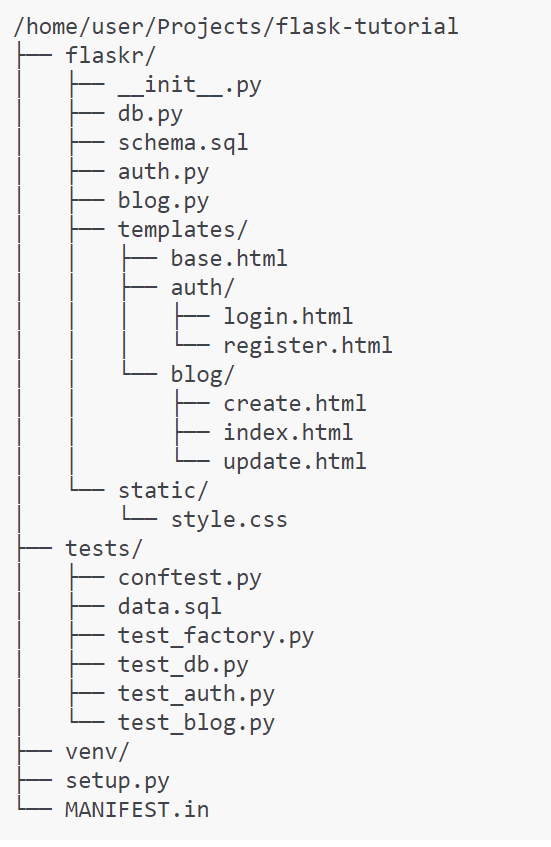 /home/user/Projects/flask-tutorial
├── flaskr/
│   ├── __init__.py
│   ├── db.py
│   ├── schema.sql
│   ├── auth.py
│   ├── blog.py
│   ├── templates/
│   │   ├── base.html
│   │   ├── auth/
│   │   │   ├── login.html
│   │   │   └── register.html
│   │   └── blog/
│   │       ├── create.html
│   │       ├── index.html
│   │       └── update.html
│   └── static/
│       └── style.css
├── tests/
│   ├── conftest.py
│   ├── data.sql
│   ├── test_factory.py
│   ├── test_db.py
│   ├── test_auth.py
│   └── test_blog.py
├── venv/
├── setup.py
└── MANIFEST.in